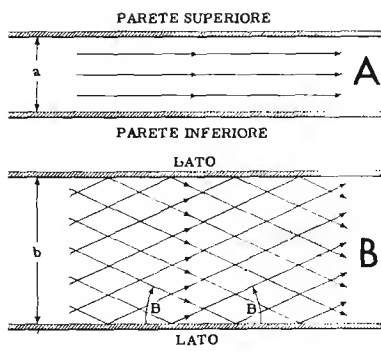 PARETE SUPERIORE
a
A
PARETE INFERIORE
LATO
b
B
B B
LATO